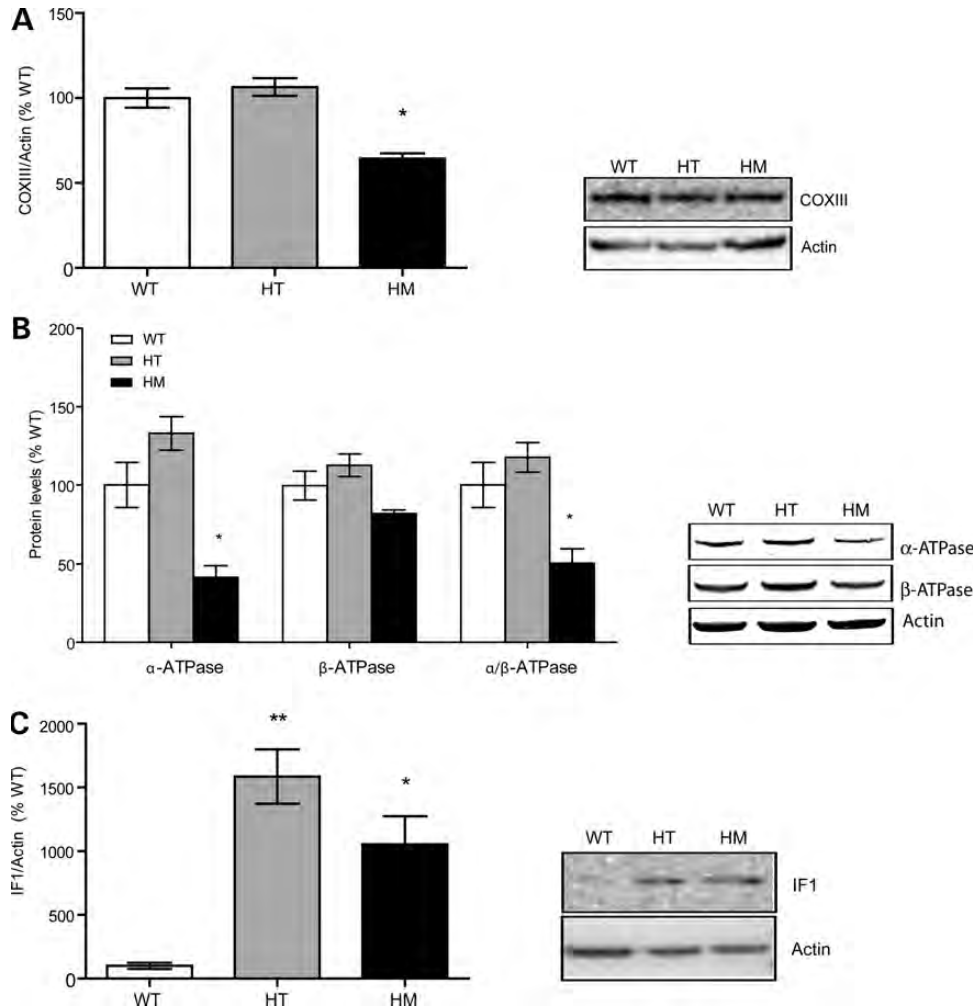 A
COXIII/Actin (% WT)
150
100
50
0
*
WT HT HM
WT HT HM
COXIII
Actin
B
Protein levels (% WT)
200
150
100
50
0
WT
HT
HM
*
*
α-ATPase β-ATPase α/β-ATPase
WT HT HM
α-ATPase
β-ATPase
Actin
C
IF1/Actin (% WT)
2000
1500
1000
500
0
**
*
WT HT HM
WT HT HM
IF1
Actin